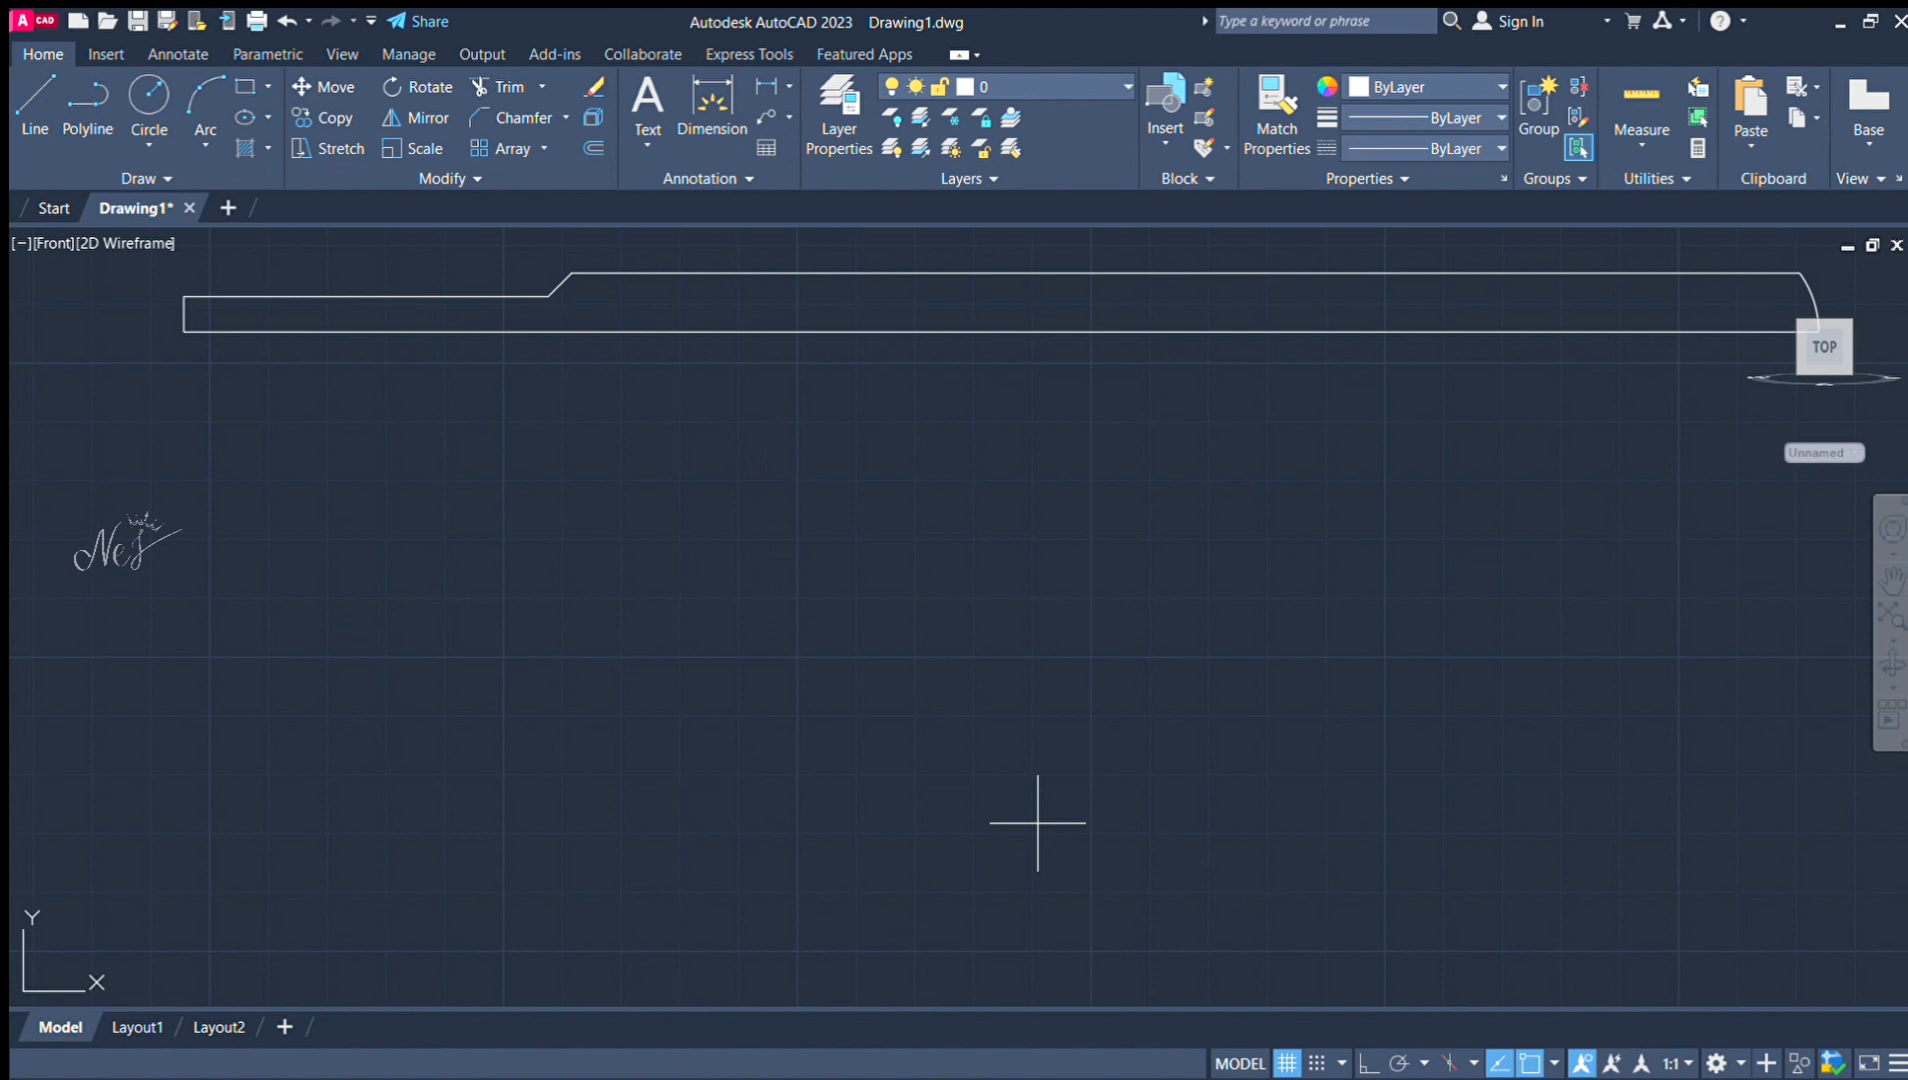 A CAD
Share
Autodesk AutoCAD 2023 Drawing1.dwg
Type a keyword or phrase
Sign In
Home Insert Annotate Parametric View Manage Output Add-ins Collaborate Express Tools Featured Apps
Line Polyline Circle Arc
Move Rotate Trim
Copy Mirror Chamfer
Stretch Scale Array
Text Dimension
Layer Properties
0
Insert
Match Properties
ByLayer
ByLayer
ByLayer
Group
Measure
Paste
Base
Draw Modify Annotation Layers Block Properties Groups Utilities Clipboard View
Start Drawing1*
[−][Front][2D Wireframe]
TOP
Unnamed
Y
X
Model Layout1 Layout2
MODEL 1:1